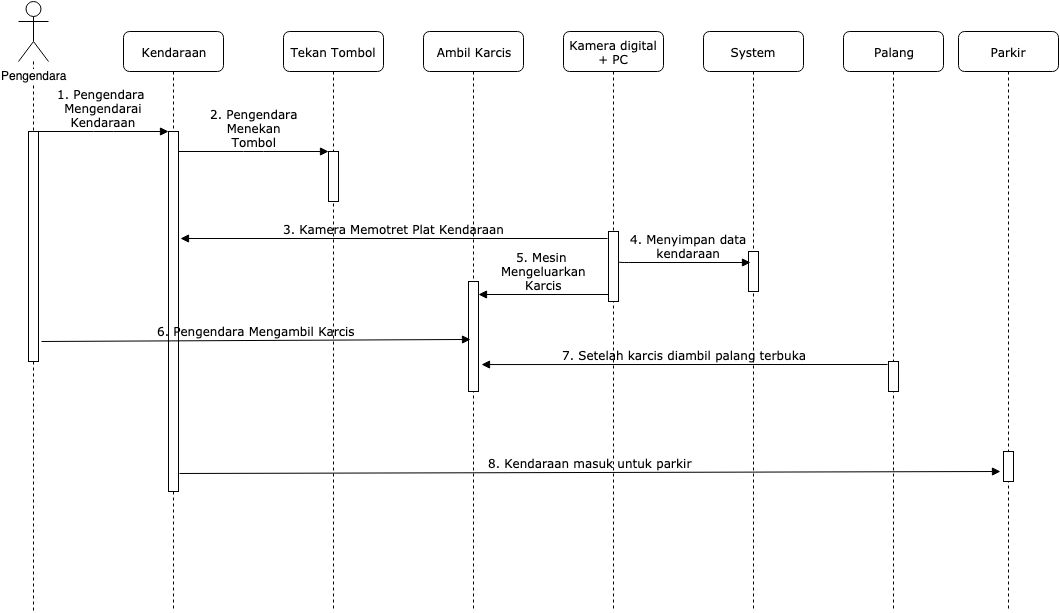 Pengendara
Kendaraan
Tekan Tombol
Ambil Karcis
Kamera digital
+ PC
System
Palang
Parkir
1. Pengendara
Mengendarai
Kendaraan
2. Pengendara
Menekan
Tombol
3. Kamera Memotret Plat Kendaraan
4. Menyimpan data
kendaraan
5. Mesin
Mengeluarkan
Karcis
6. Pengendara Mengambil Karcis
7. Setelah karcis diambil palang terbuka
8. Kendaraan masuk untuk parkir